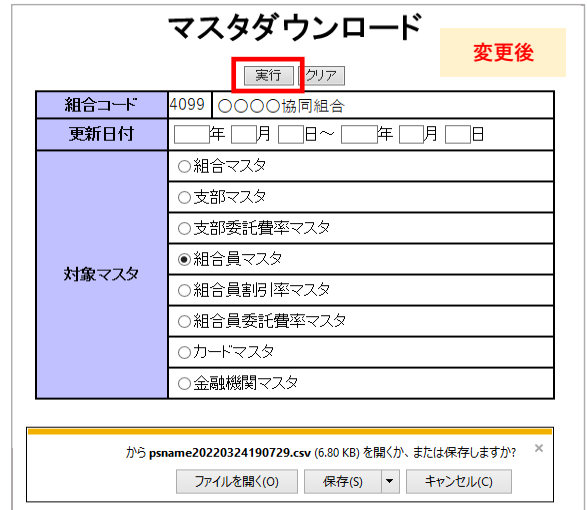 マスタダウンロード
変更後
実行 クリア
組合コード 4099 ○○○○協同組合
更新日付 年 月 日～ 年 月 日
対象マスタ
組合マスタ
支部マスタ
支部委託費率マスタ
組合員マスタ
組合員割引率マスタ
組合員委託費率マスタ
カードマスタ
金融機関マスタ
から psname20220324190729.csv (6.80 KB) を開くか、または保存しますか? ×
ファイルを開く(O) 保存(S) ▼ キャンセル(C)